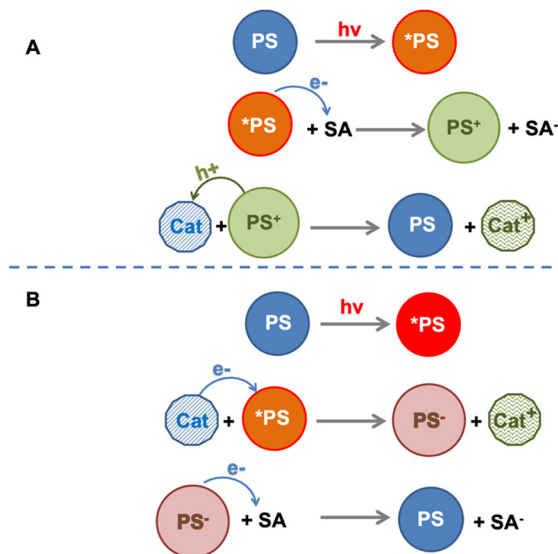 A
PS hν *PS
e-
*PS + SA PS⁺ + SA⁻
h+
Cat + PS⁺ PS + Cat⁺
B
PS hν *PS
e-
Cat + *PS PS⁻ + Cat⁺
e-
PS⁻ + SA PS + SA⁻